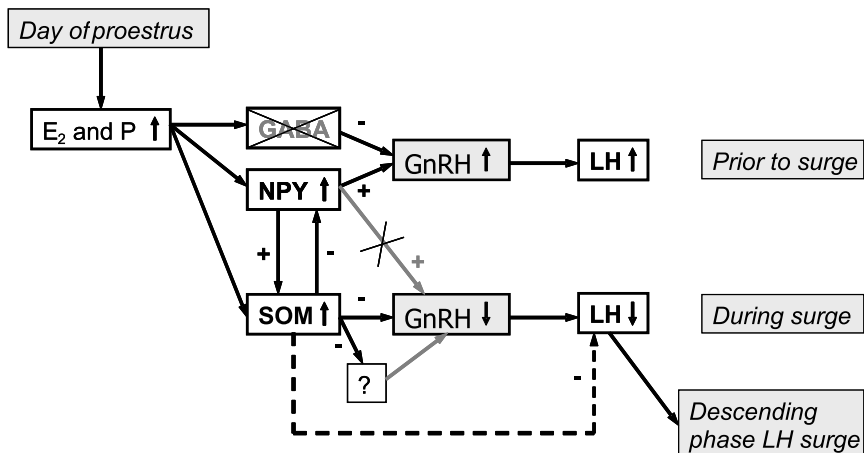 Day of proestrus
E₂ and P ↑
GABA
-
GnRH ↑
LH ↑
Prior to surge
NPY ↑
+
+
-
+
SOM ↑
-
GnRH ↓
LH ↓
During surge
-
?
-
Descending
phase LH surge